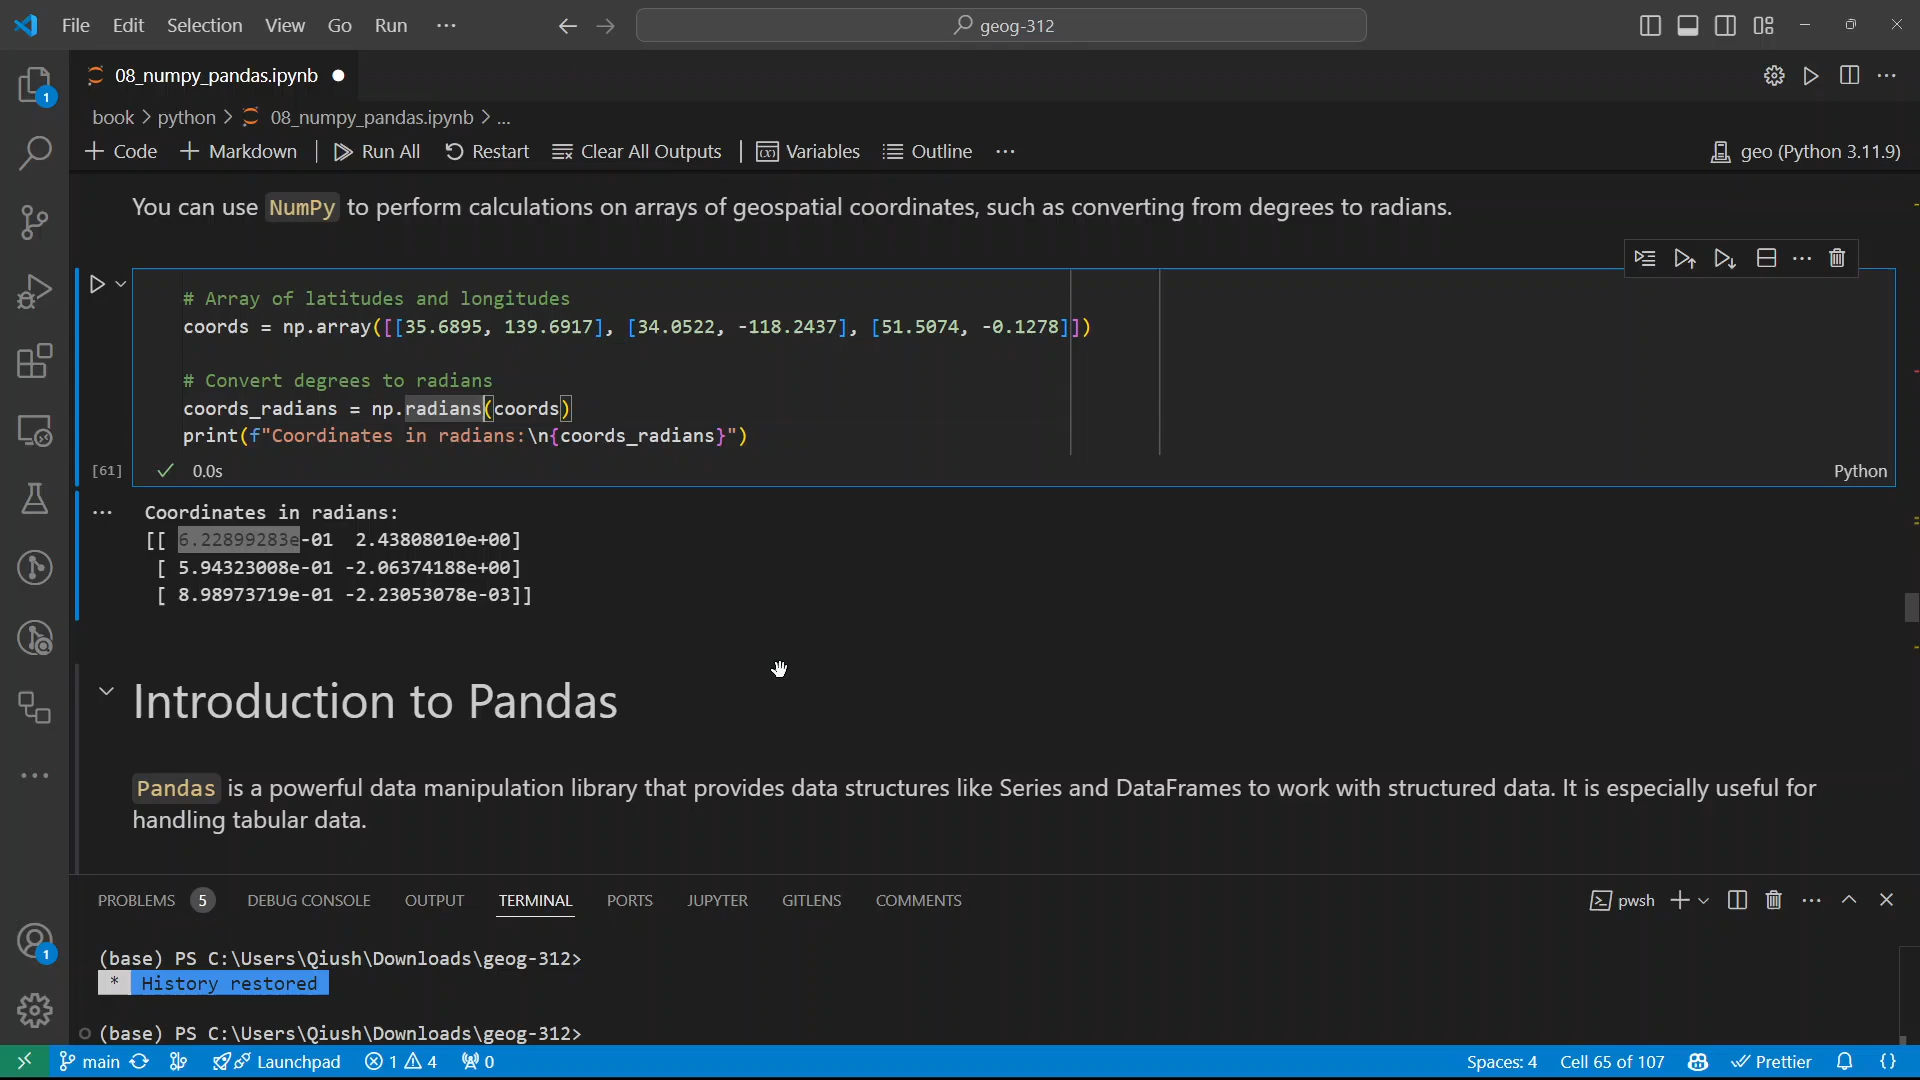 File Edit Selection View Go Run ... geog-312
08_numpy_pandas.ipynb
1
book > python > 08_numpy_pandas.ipynb > ...
+ Code + Markdown Run All Restart Clear All Outputs Variables Outline ... geo (Python 3.11.9)
You can use NumPy to perform calculations on arrays of geospatial coordinates, such as converting from degrees to radians.
# Array of latitudes and longitudes
coords = np.array([[35.6895, 139.6917], [34.0522, -118.2437], [51.5074, -0.1278]])
# Convert degrees to radians
coords_radians = np.radians(coords)
print(f"Coordinates in radians:\n{coords_radians}")
[61] 0.0s Python
Coordinates in radians:
[[ 6.22899283e-01  2.43808010e+00]
[ 5.94323008e-01 -2.06374188e+00]
[ 8.98973719e-01 -2.23053078e-03]]
Introduction to Pandas
Pandas is a powerful data manipulation library that provides data structures like Series and DataFrames to work with structured data. It is especially useful for
handling tabular data.
PROBLEMS 5 DEBUG CONSOLE OUTPUT TERMINAL PORTS JUPYTER GITLENS COMMENTS pwsh
(base) PS C:\Users\Qiush\Downloads\geog-312>
1
* History restored
(base) PS C:\Users\Qiush\Downloads\geog-312>
main Launchpad 1 4 0 Spaces: 4 Cell 65 of 107 Prettier {}